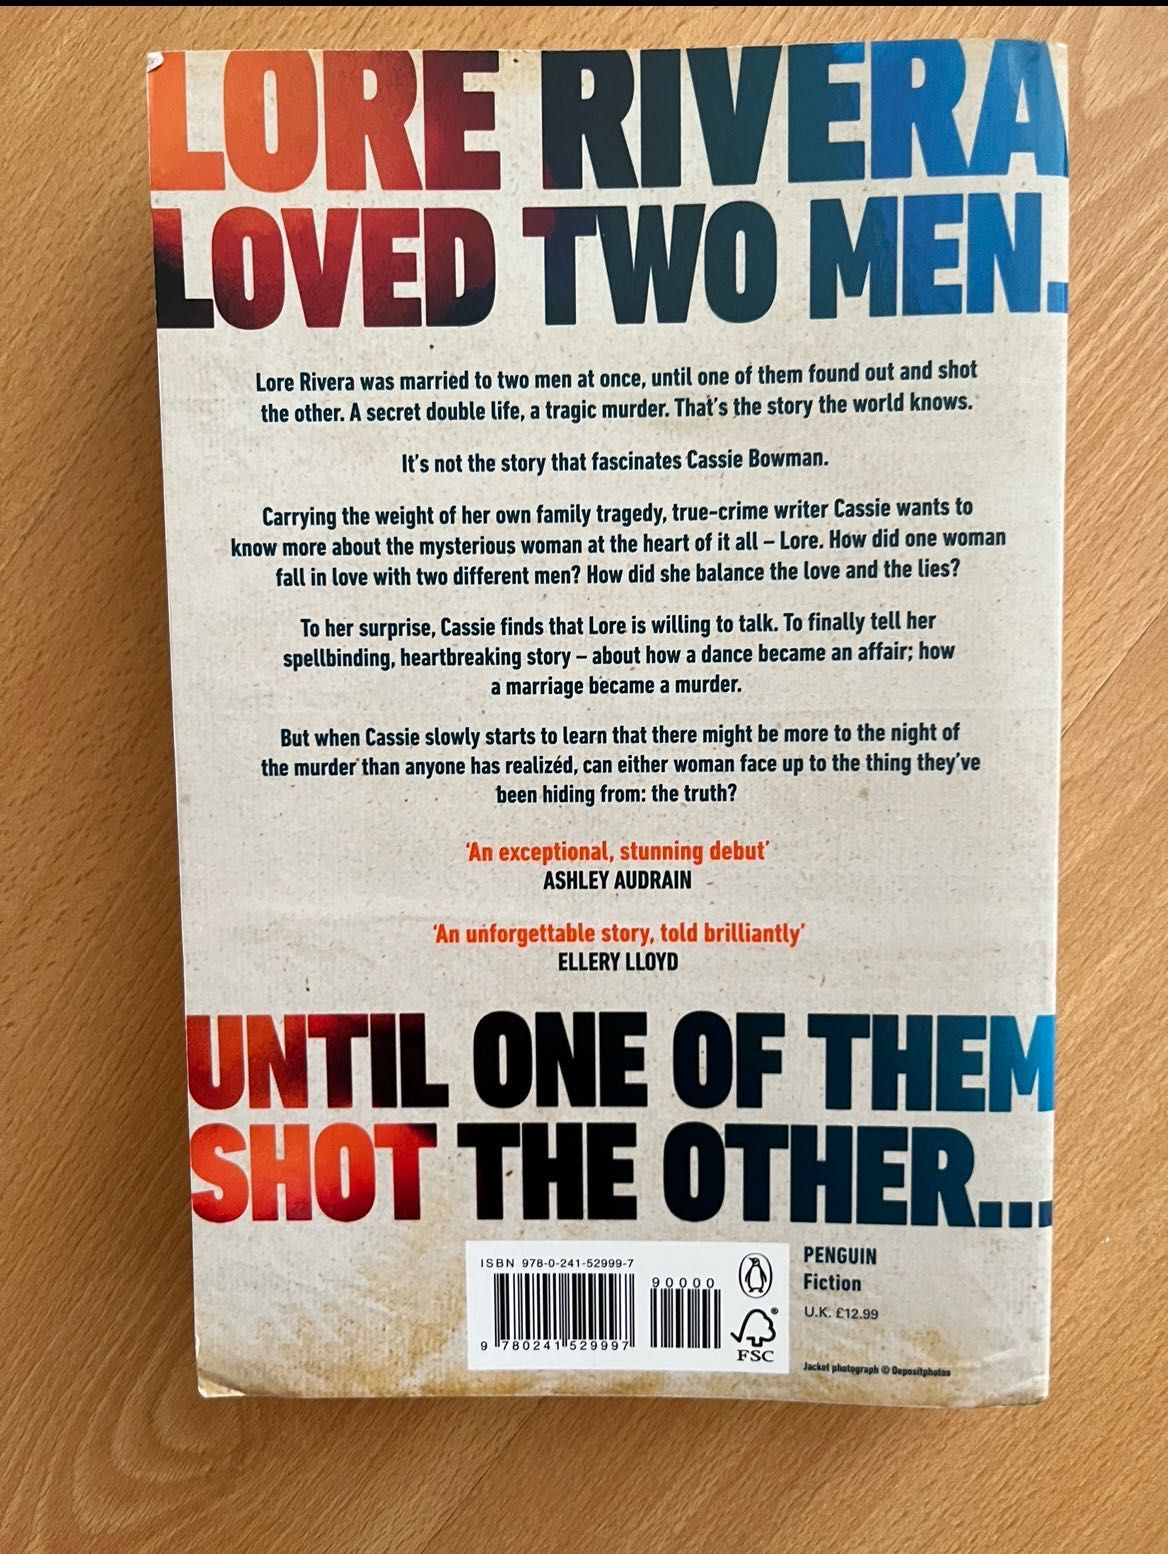 LORE RIVERA
LOVED TWO MEN.
Lore Rivera was married to two men at once, until one of them found out and shot
the other. A secret double life, a tragic murder. That's the story the world knows.
It's not the story that fascinates Cassie Bowman.
Carrying the weight of her own family tragedy, true-crime writer Cassie wants to
know more about the mysterious woman at the heart of it all – Lore. How did one woman
fall in love with two different men? How did she balance the love and the lies?
To her surprise, Cassie finds that Lore is willing to talk. To finally tell her
spellbinding, heartbreaking story – about how a dance became an affair; how
a marriage became a murder.
But when Cassie slowly starts to learn that there might be more to the night of
the murder than anyone has realized, can either woman face up to the thing they've
been hiding from: the truth?
'An exceptional, stunning debut'
ASHLEY AUDRAIN
'An unforgettable story, told brilliantly'
ELLERY LLOYD
UNTIL ONE OF THEM
SHOT THE OTHER...
ISBN 978-0-241-52999-7
90000
9 780241 529997
FSC
®
PENGUIN
Fiction
U.K. £12.99
Jacket photograph © Depositphotos